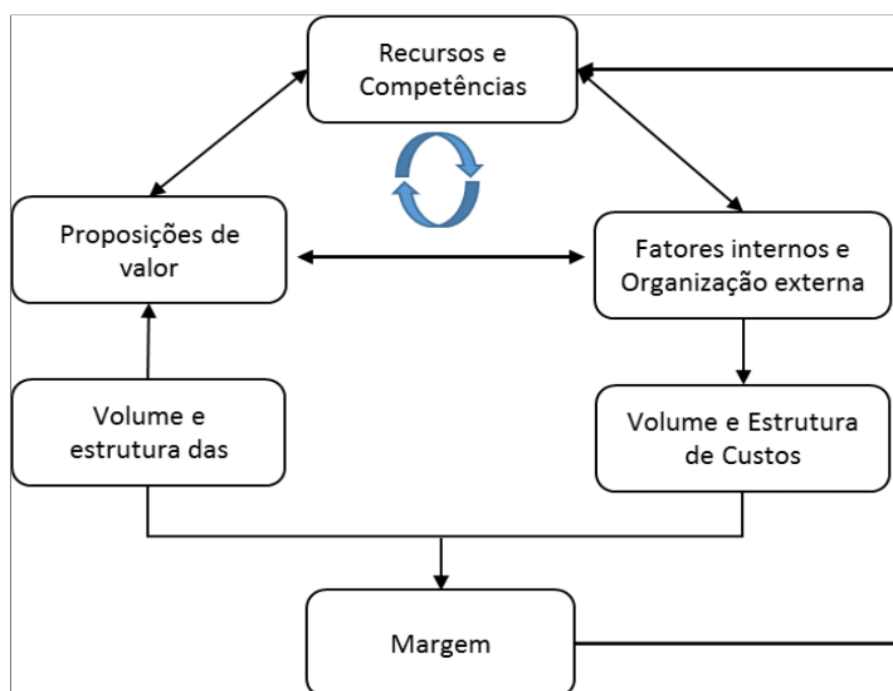 Recursos e
Competências
Proposições de
valor
Fatores internos e
Organização externa
Volume e
estrutura das
Volume e Estrutura
de Custos
Margem